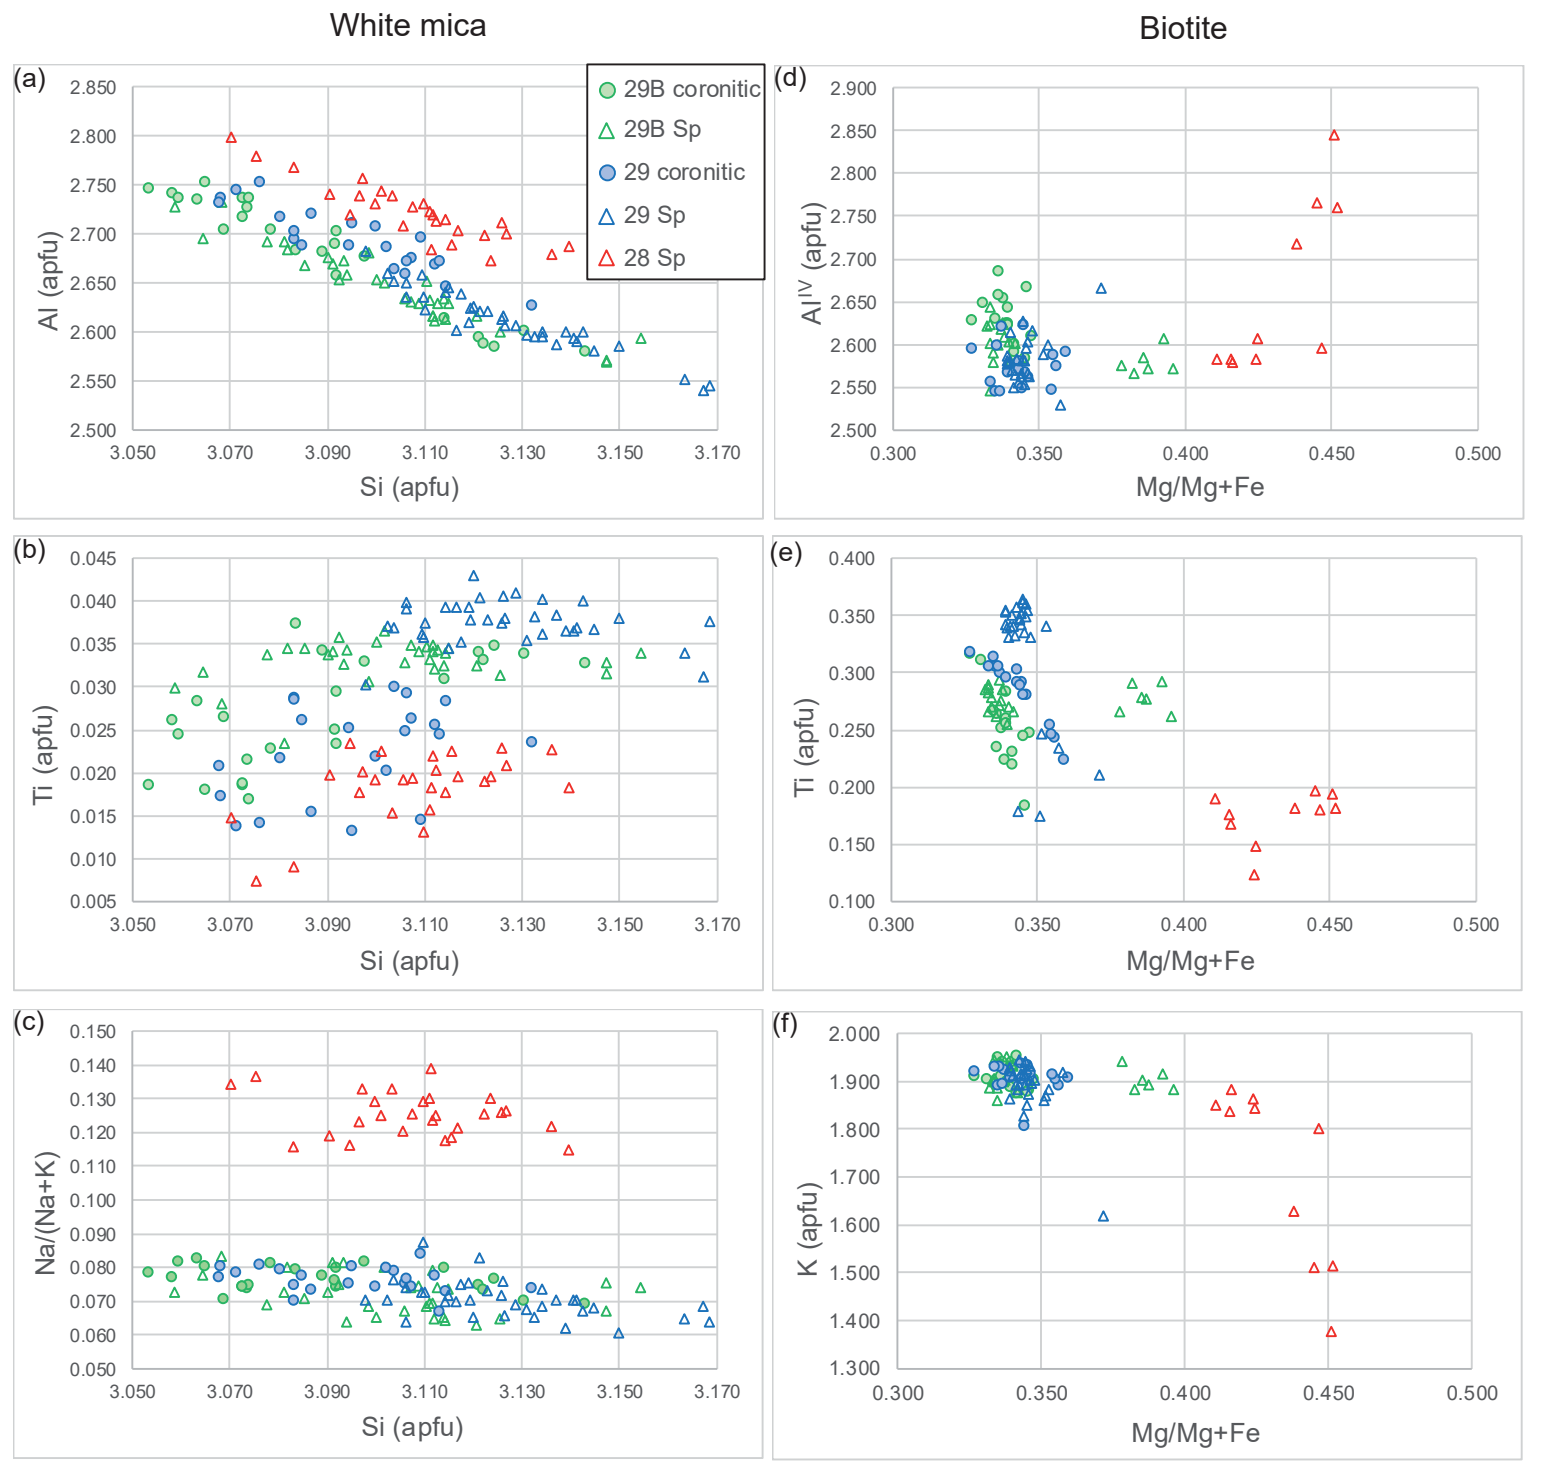 White mica
Biotite
(a)
2.850
2.800
2.750
2.700
2.650
2.600
2.550
2.500
Al (apfu)
3.050 3.070 3.090 3.110 3.130 3.150 3.170
Si (apfu)
29B coronitic
29B Sp
29 coronitic
29 Sp
28 Sp
(d)
2.900
2.850
2.800
2.750
2.700
2.650
2.600
2.550
2.500
Al^IV (apfu)
0.300 0.350 0.400 0.450 0.500
Mg/Mg+Fe
(b)
0.045
0.040
0.035
0.030
0.025
0.020
0.015
0.010
0.005
Ti (apfu)
3.050 3.070 3.090 3.110 3.130 3.150 3.170
Si (apfu)
(e)
0.400
0.350
0.300
0.250
0.200
0.150
0.100
Ti (apfu)
0.300 0.350 0.400 0.450 0.500
Mg/Mg+Fe
(c)
0.150
0.140
0.130
0.120
0.110
0.100
0.090
0.080
0.070
0.060
0.050
Na/(Na+K)
3.050 3.070 3.090 3.110 3.130 3.150 3.170
Si (apfu)
(f)
2.000
1.900
1.800
1.700
1.600
1.500
1.400
1.300
K (apfu)
0.300 0.350 0.400 0.450 0.500
Mg/Mg+Fe